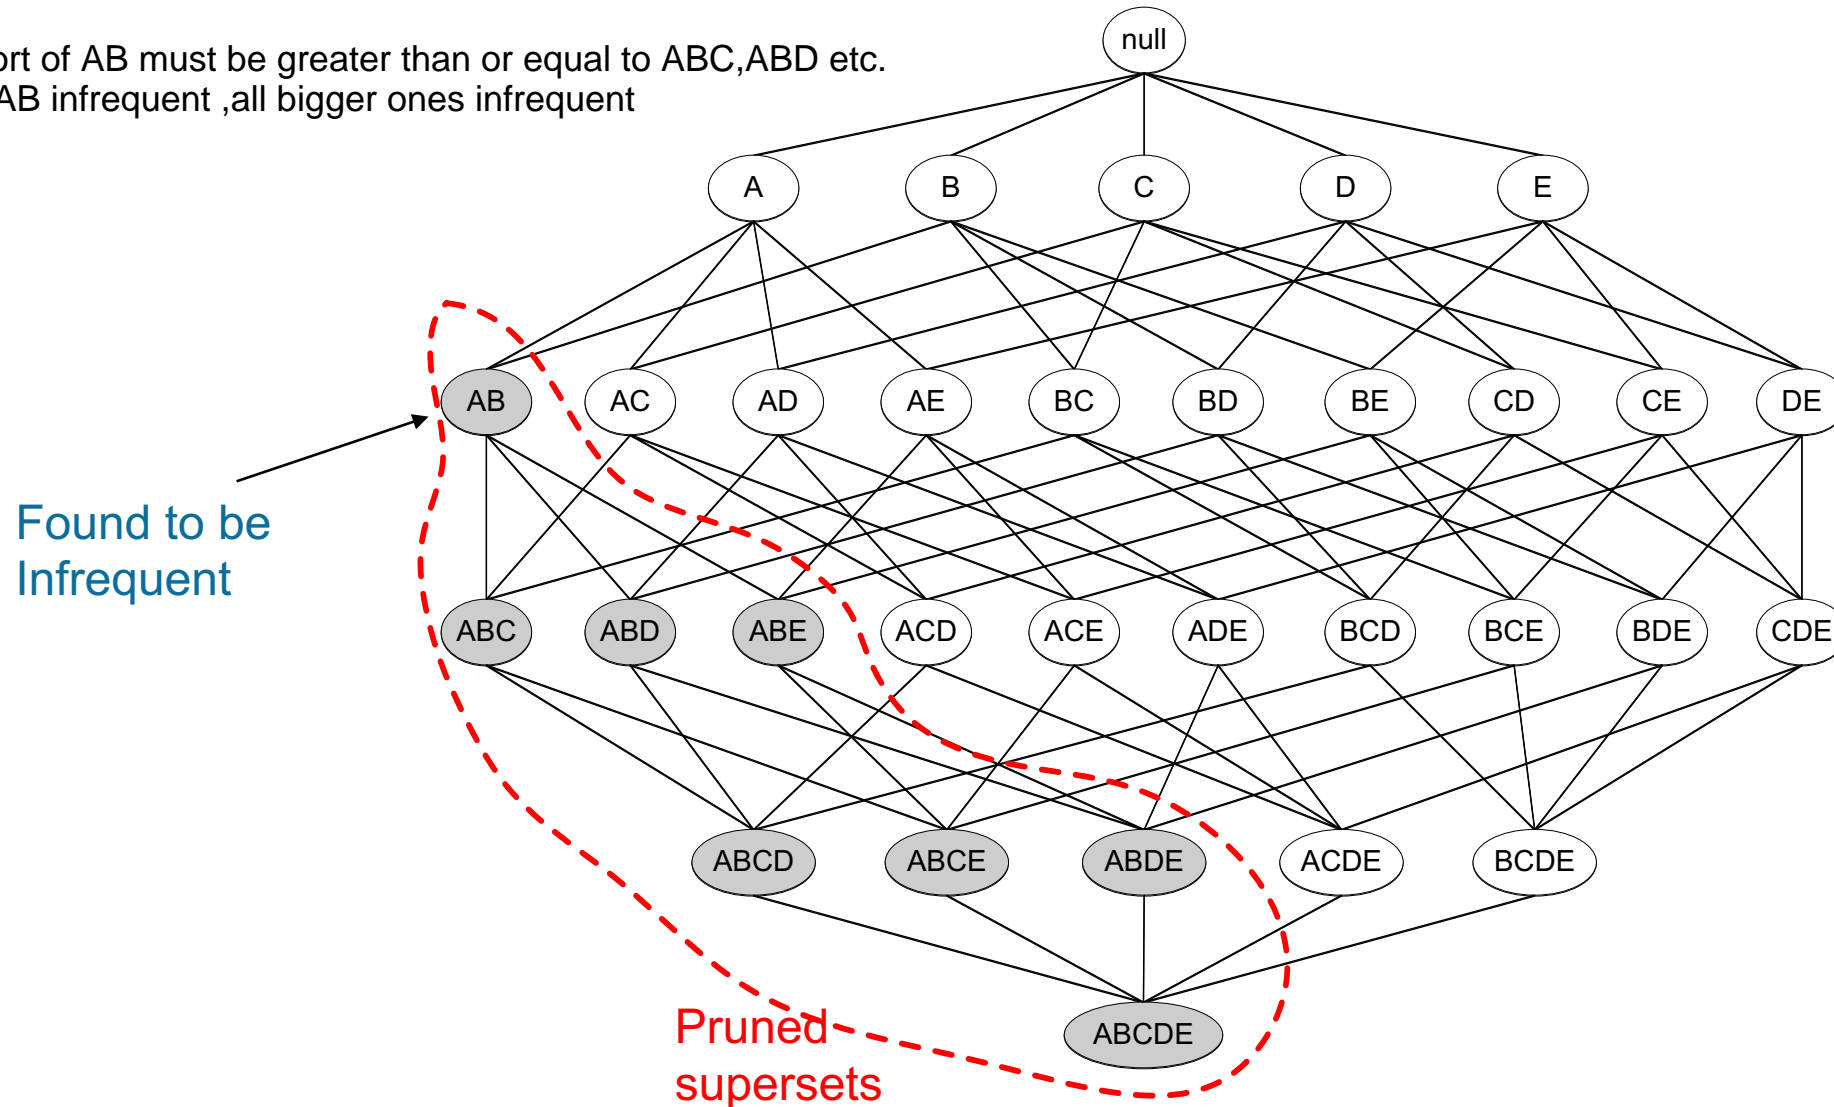 ort of AB must be greater than or equal to ABC,ABD etc.
AB infrequent ,all bigger ones infrequent
null
A B C D E
AB AC AD AE BC BD BE CD CE DE
Found to be
Infrequent
ABC ABD ABE ACD ACE ADE BCD BCE BDE CDE
ABCD ABCE ABDE ACDE BCDE
ABCDE
Pruned
supersets